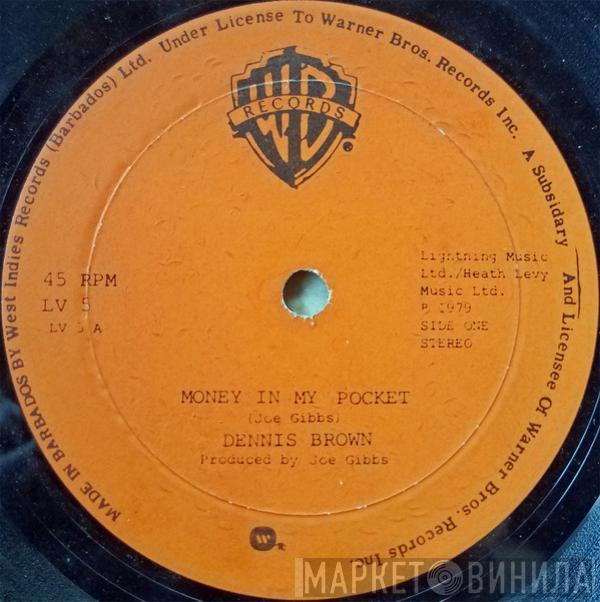 MADE IN BARBADOS BY West Indies Records (Barbados) Ltd. Under License To Warner Bros. Records Inc. A Subsidary And Licensee Of Warner Bros. Records Inc
WB
RECORDS
®
45 RPM
LV 5
LV 5 A
Lightning Music
Ltd./Heath Levy
Music Ltd.
P 1979
SIDE ONE
STEREO
MONEY IN MY POCKET
(Joe Gibbs)
DENNIS BROWN
Produced by Joe Gibbs
МАРКЕТ ВИНИЛА